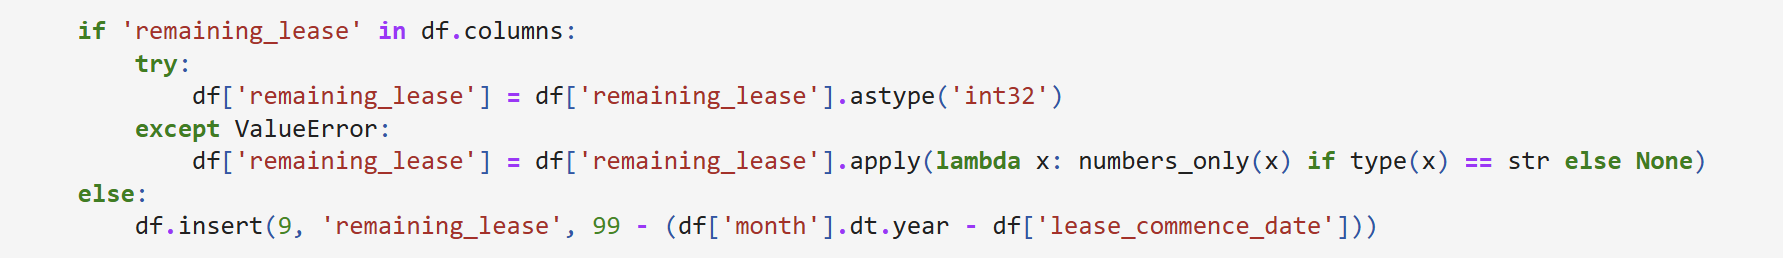 if 'remaining_lease' in df.columns:
    try:
        df['remaining_lease'] = df['remaining_lease'].astype('int32')
    except ValueError:
        df['remaining_lease'] = df['remaining_lease'].apply(lambda x: numbers_only(x) if type(x) == str else None)
else:
    df.insert(9, 'remaining_lease', 99 - (df['month'].dt.year - df['lease_commence_date']))